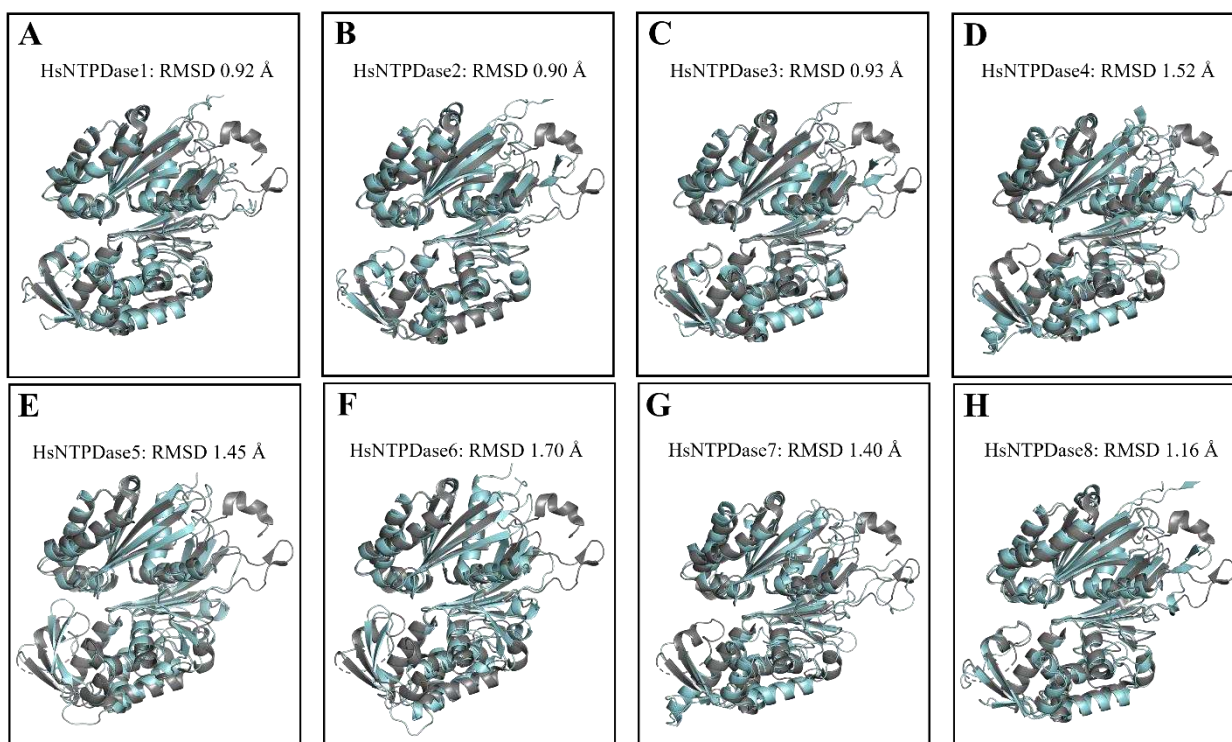 A
HsNTPDase1: RMSD 0.92 Å
B
HsNTPDase2: RMSD 0.90 Å
C
HsNTPDase3: RMSD 0.93 Å
D
HsNTPDase4: RMSD 1.52 Å
E
HsNTPDase5: RMSD 1.45 Å
F
HsNTPDase6: RMSD 1.70 Å
G
HsNTPDase7: RMSD 1.40 Å
H
HsNTPDase8: RMSD 1.16 Å